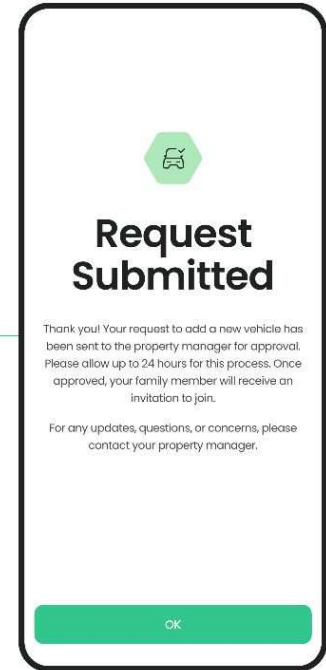 Request
Submitted
Thank you! Your request to add a new vehicle has
been sent to the property manager for approval.
Please allow up to 24 hours for this process. Once
approved, your family member will receive an
invitation to join.
For any updates, questions, or concerns, please
contact your property manager.
OK